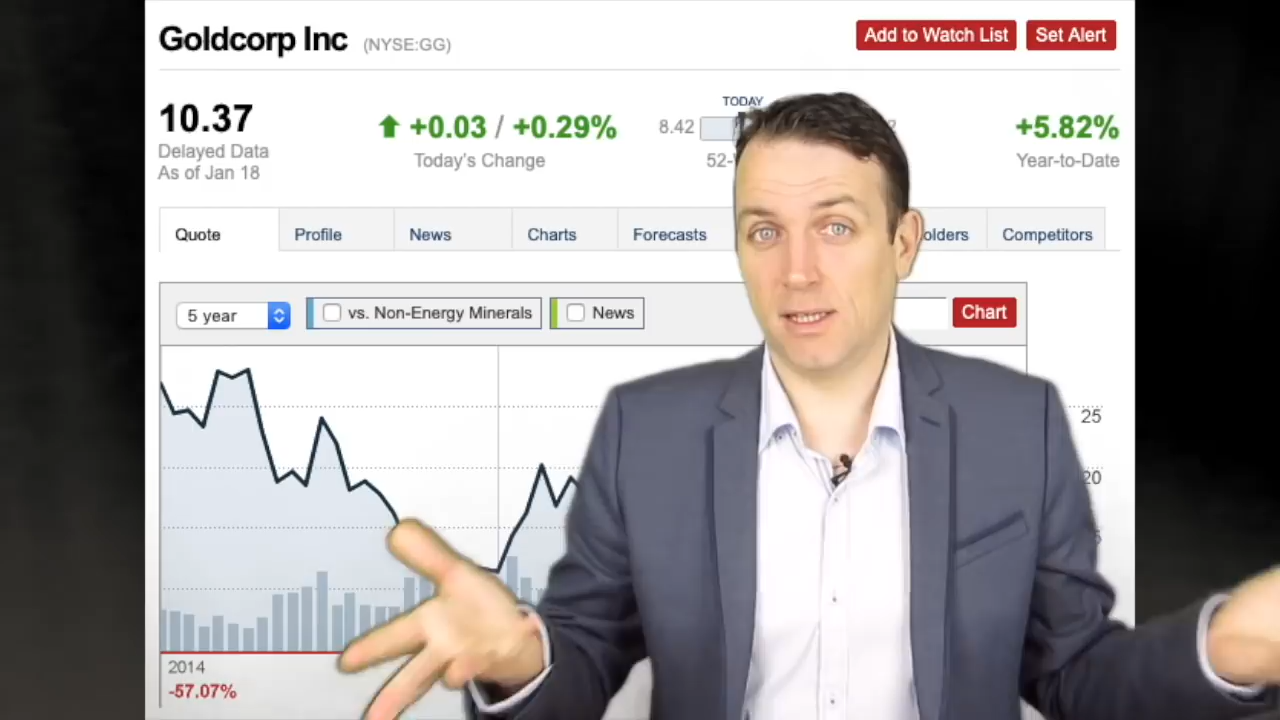 Goldcorp Inc (NYSE:GG)
Add to Watch List
Set Alert
10.37
Delayed Data
As of Jan 18
+0.03 / +0.29%
Today's Change
TODAY
8.42
+5.82%
Year-to-Date
Quote
Profile
News
Charts
Forecasts
Competitors
5 year
vs. Non-Energy Minerals
News
Chart
25
20
2014
-57.07%